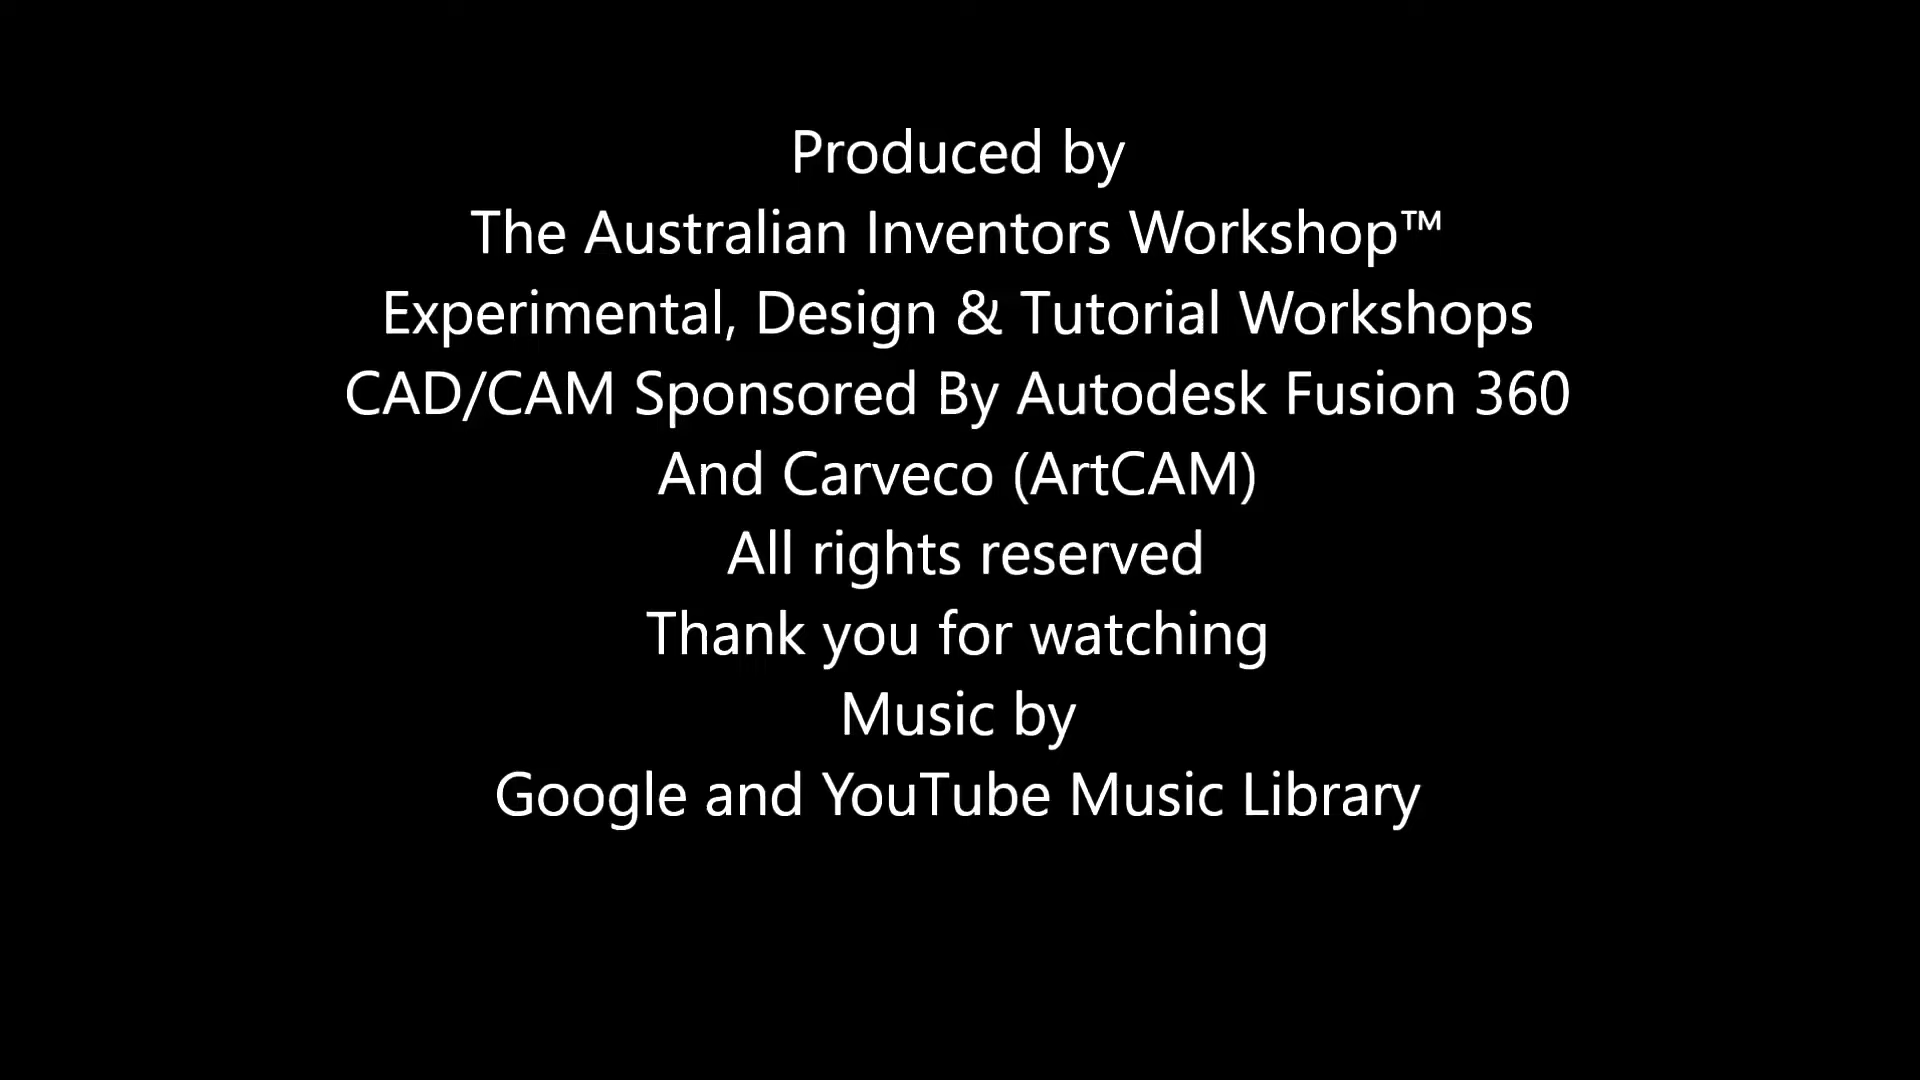 Produced by
The Australian Inventors Workshop™
Experimental, Design & Tutorial Workshops
CAD/CAM Sponsored By Autodesk Fusion 360
And Carveco (ArtCAM)
All rights reserved
Thank you for watching
Music by
Google and YouTube Music Library